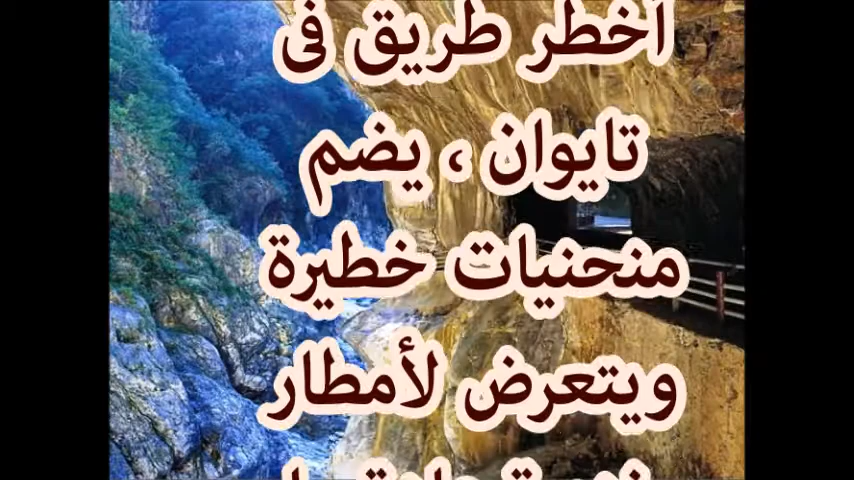 أخطر طريق فى
تايوان ، يضم
منحنيات خطيرة
ويتعرض لأمطار